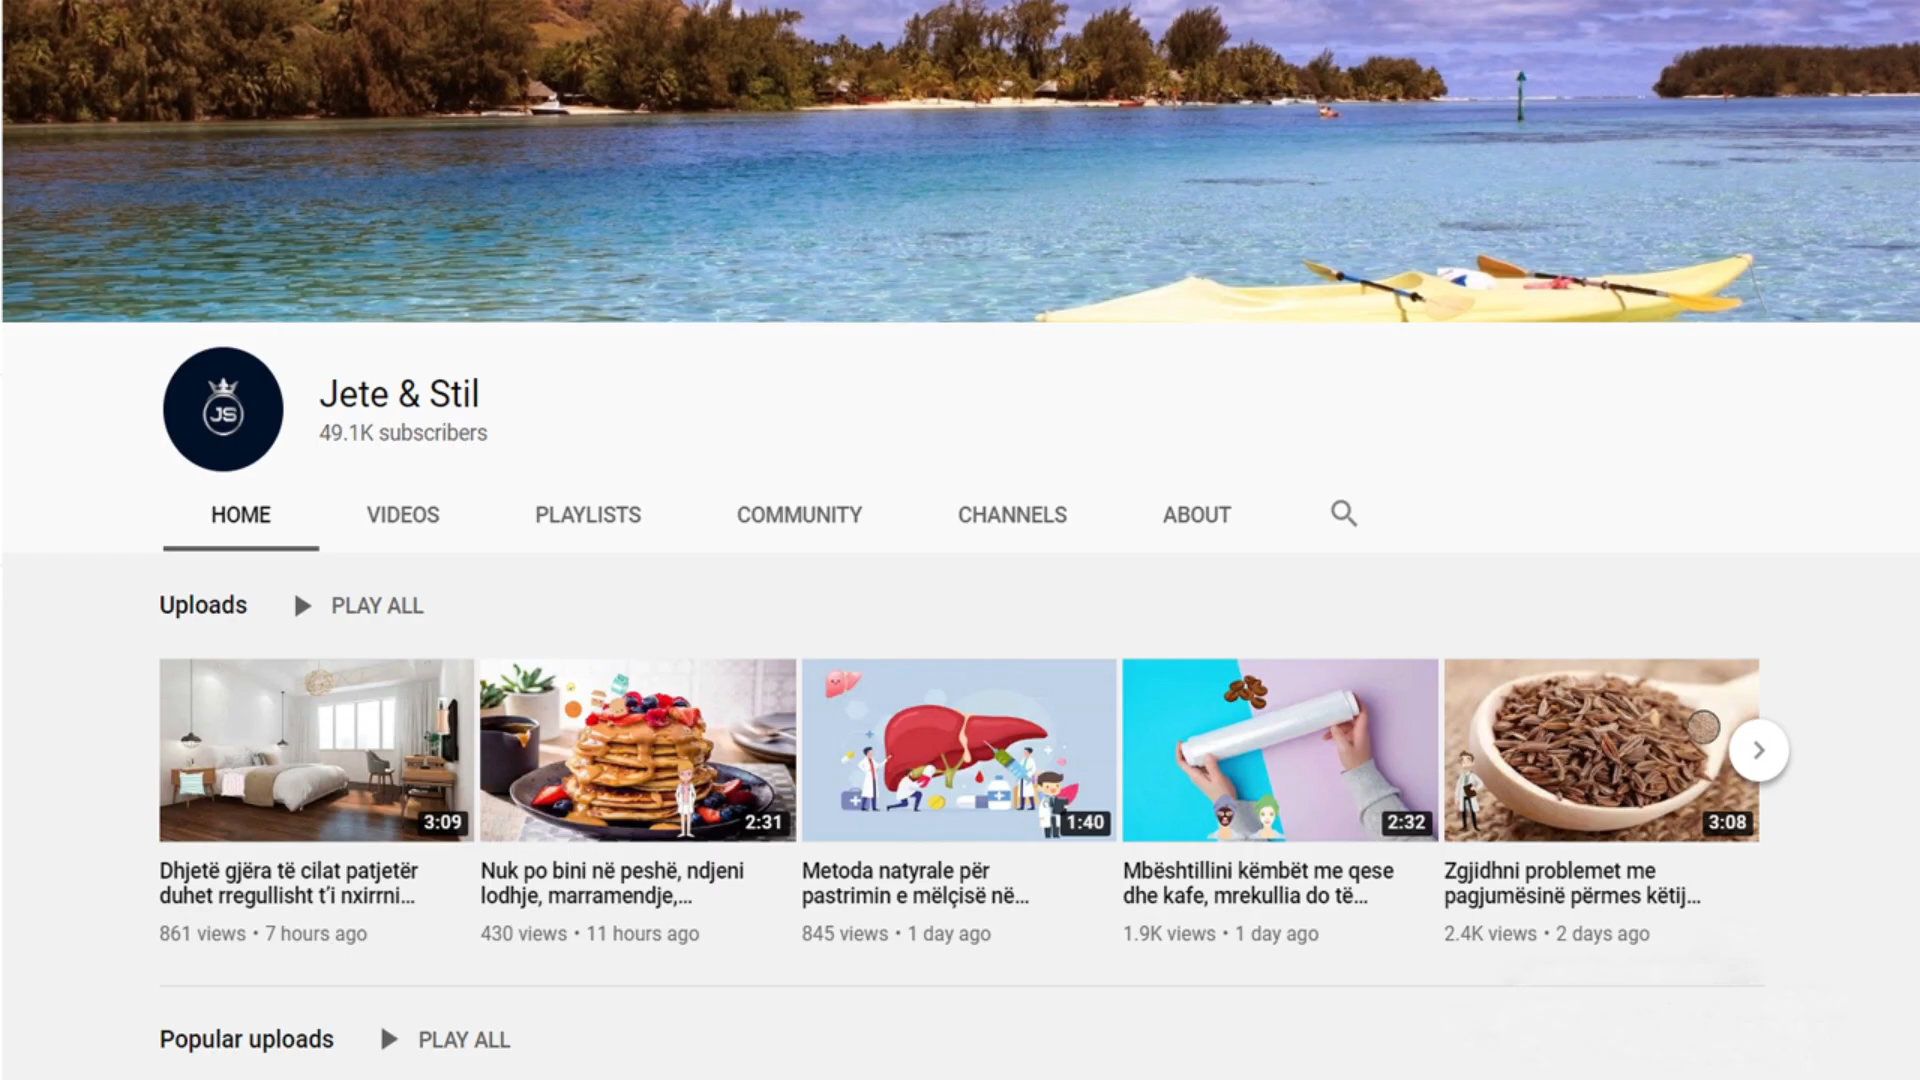 JS
Jete & Stil
49.1K subscribers
HOME VIDEOS PLAYLISTS COMMUNITY CHANNELS ABOUT
Uploads PLAY ALL
3:09 2:31 1:40 2:32 3:08
Dhjetë gjëra të cilat patjetër
duhet rregullisht t'i nxirrni...
861 views • 7 hours ago
Nuk po bini në peshë, ndjeni
lodhje, marramendje,...
430 views • 11 hours ago
Metoda natyrale për
pastrimin e mëlçisë në...
845 views • 1 day ago
Mbështillini këmbët me qese
dhe kafe, mrekullia do të...
1.9K views • 1 day ago
Zgjidhni problemet me
pagjumësinë përmes këtij...
2.4K views • 2 days ago
Popular uploads PLAY ALL